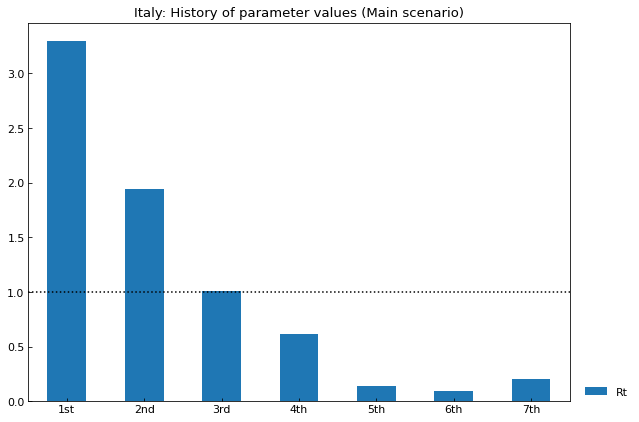 Italy: History of parameter values (Main scenario)
3.0
2.5
2.0
1.5
1.0
0.5
0.0
1st 2nd 3rd 4th 5th 6th 7th
Rt